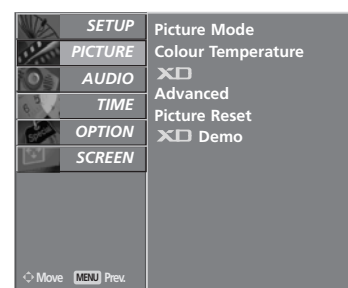 SETUP
PICTURE
AUDIO
TIME
OPTION
SCREEN
Move MENU Prev.
Picture Mode
Colour Temperature
XD
Advanced
Picture Reset
XD Demo